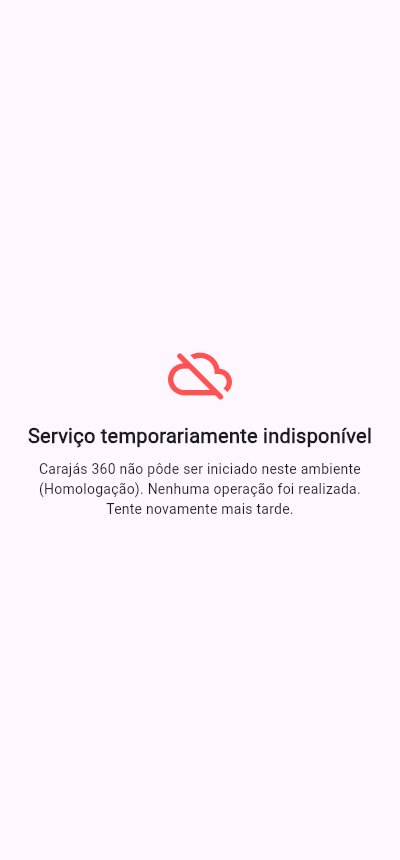 Serviço temporariamente indisponível
Carajás 360 não pôde ser iniciado neste ambiente
(Homologação). Nenhuma operação foi realizada.
Tente novamente mais tarde.